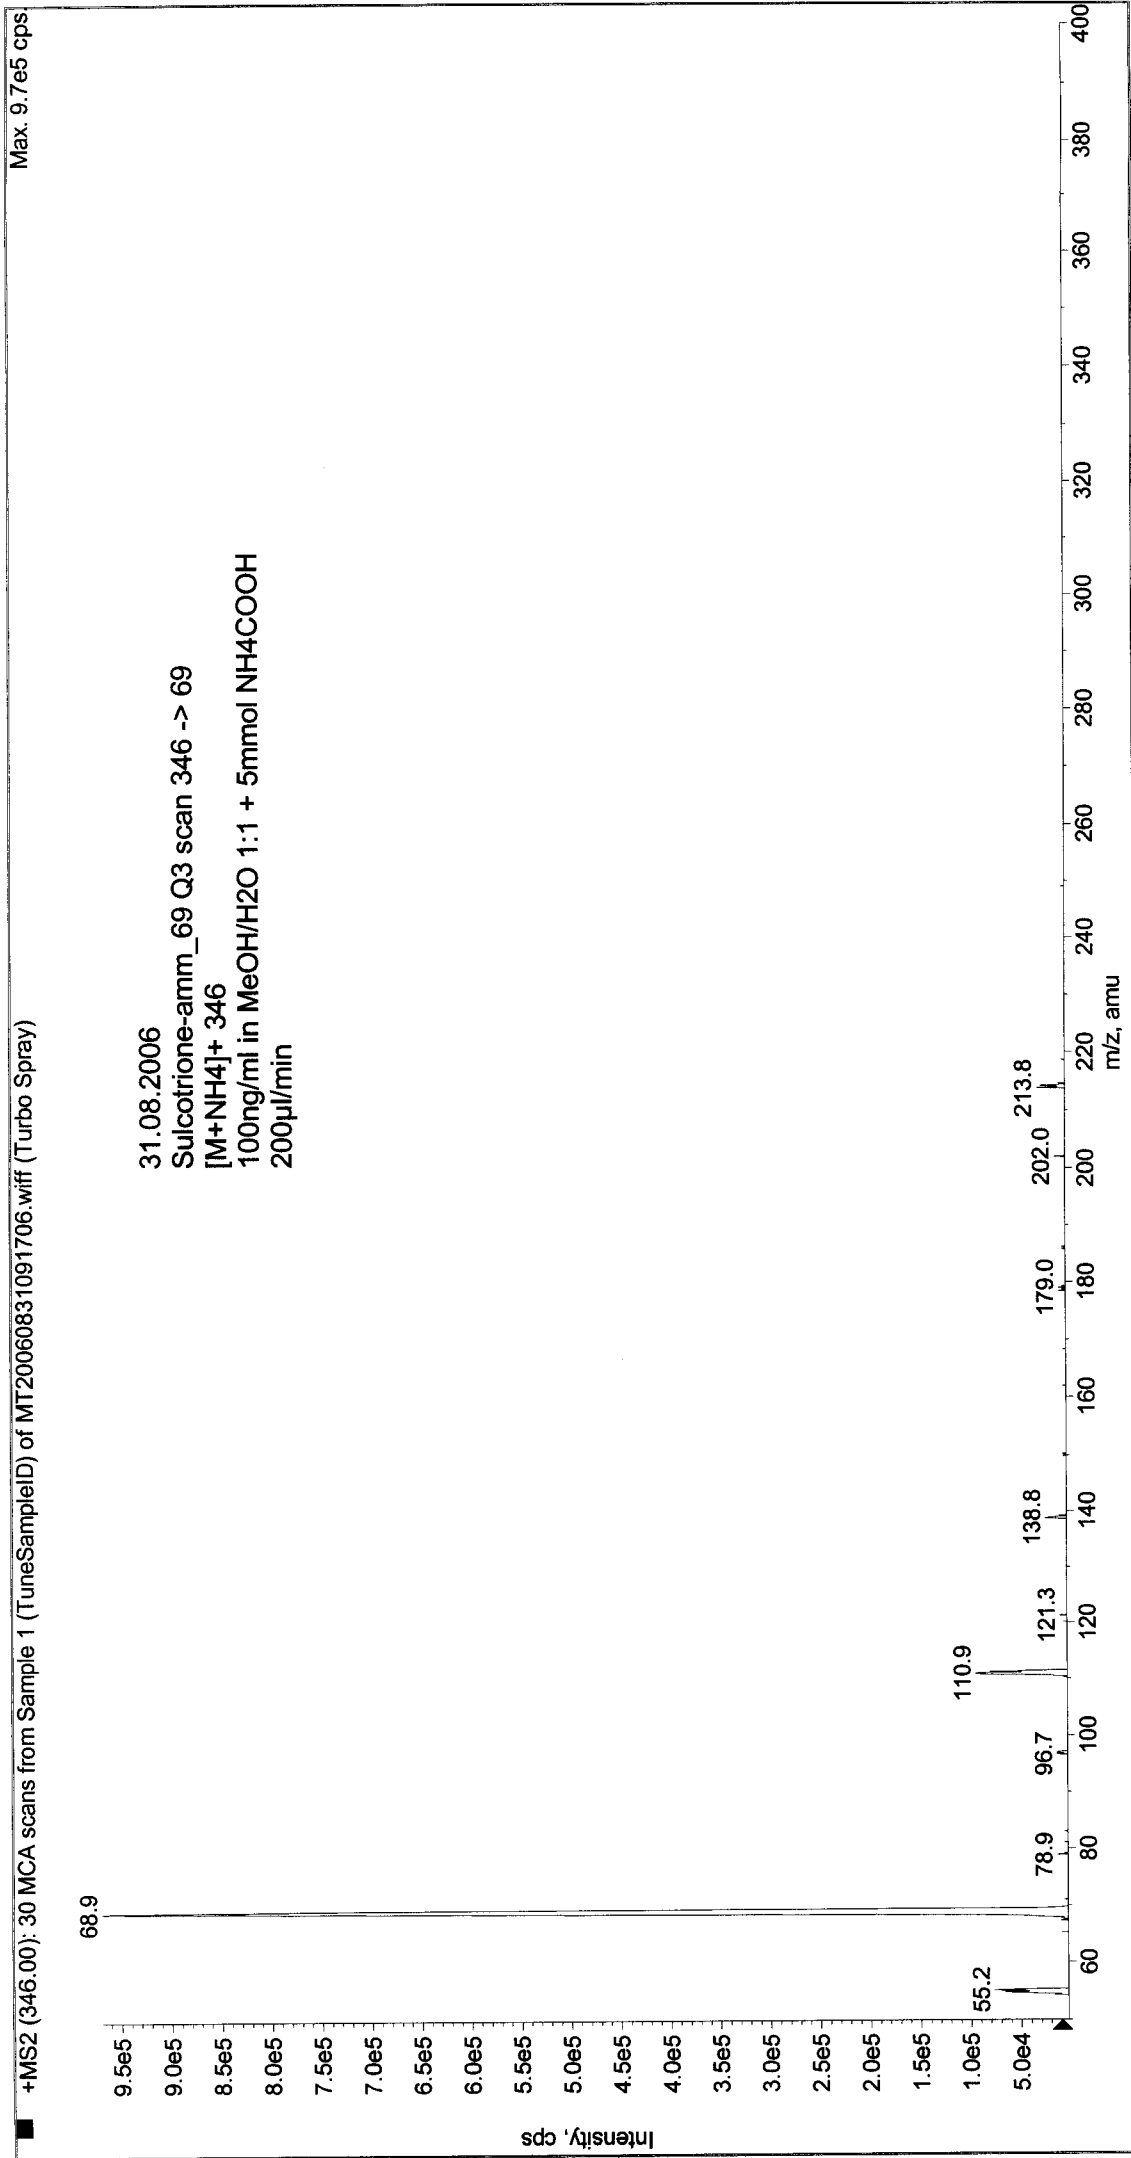 +MS2 (346.00): 30 MCA scans from Sample 1 (TuneSampleID) of MT20060831091706.wiff (Turbo Spray)
Max. 9.7e5 cps.
31.08.2006
Sulcotrione-amm_69 Q3 scan 346 -> 69
[M+NH4]+ 346
100ng/ml in MeOH/H2O 1:1 + 5mmol NH4COOH
200µl/min
Intensity, cps
9.5e5
9.0e5
8.5e5
8.0e5
7.5e5
7.0e5
6.5e5
6.0e5
5.5e5
5.0e5
4.5e5
4.0e5
3.5e5
3.0e5
2.5e5
2.0e5
1.5e5
1.0e5
5.0e4
55.2
68.9
78.9
96.7
110.9
121.3
138.8
179.0
202.0
213.8
60 80 100 120 140 160 180 200 220 240 260 280 300 320 340 360 380 400
m/z, amu